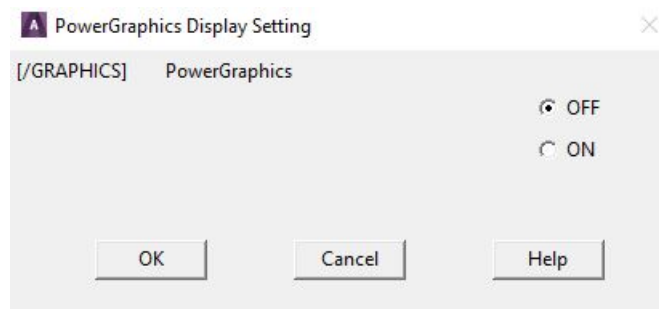 PowerGraphics Display Setting
[/GRAPHICS] PowerGraphics
OFF
ON
OK Cancel Help